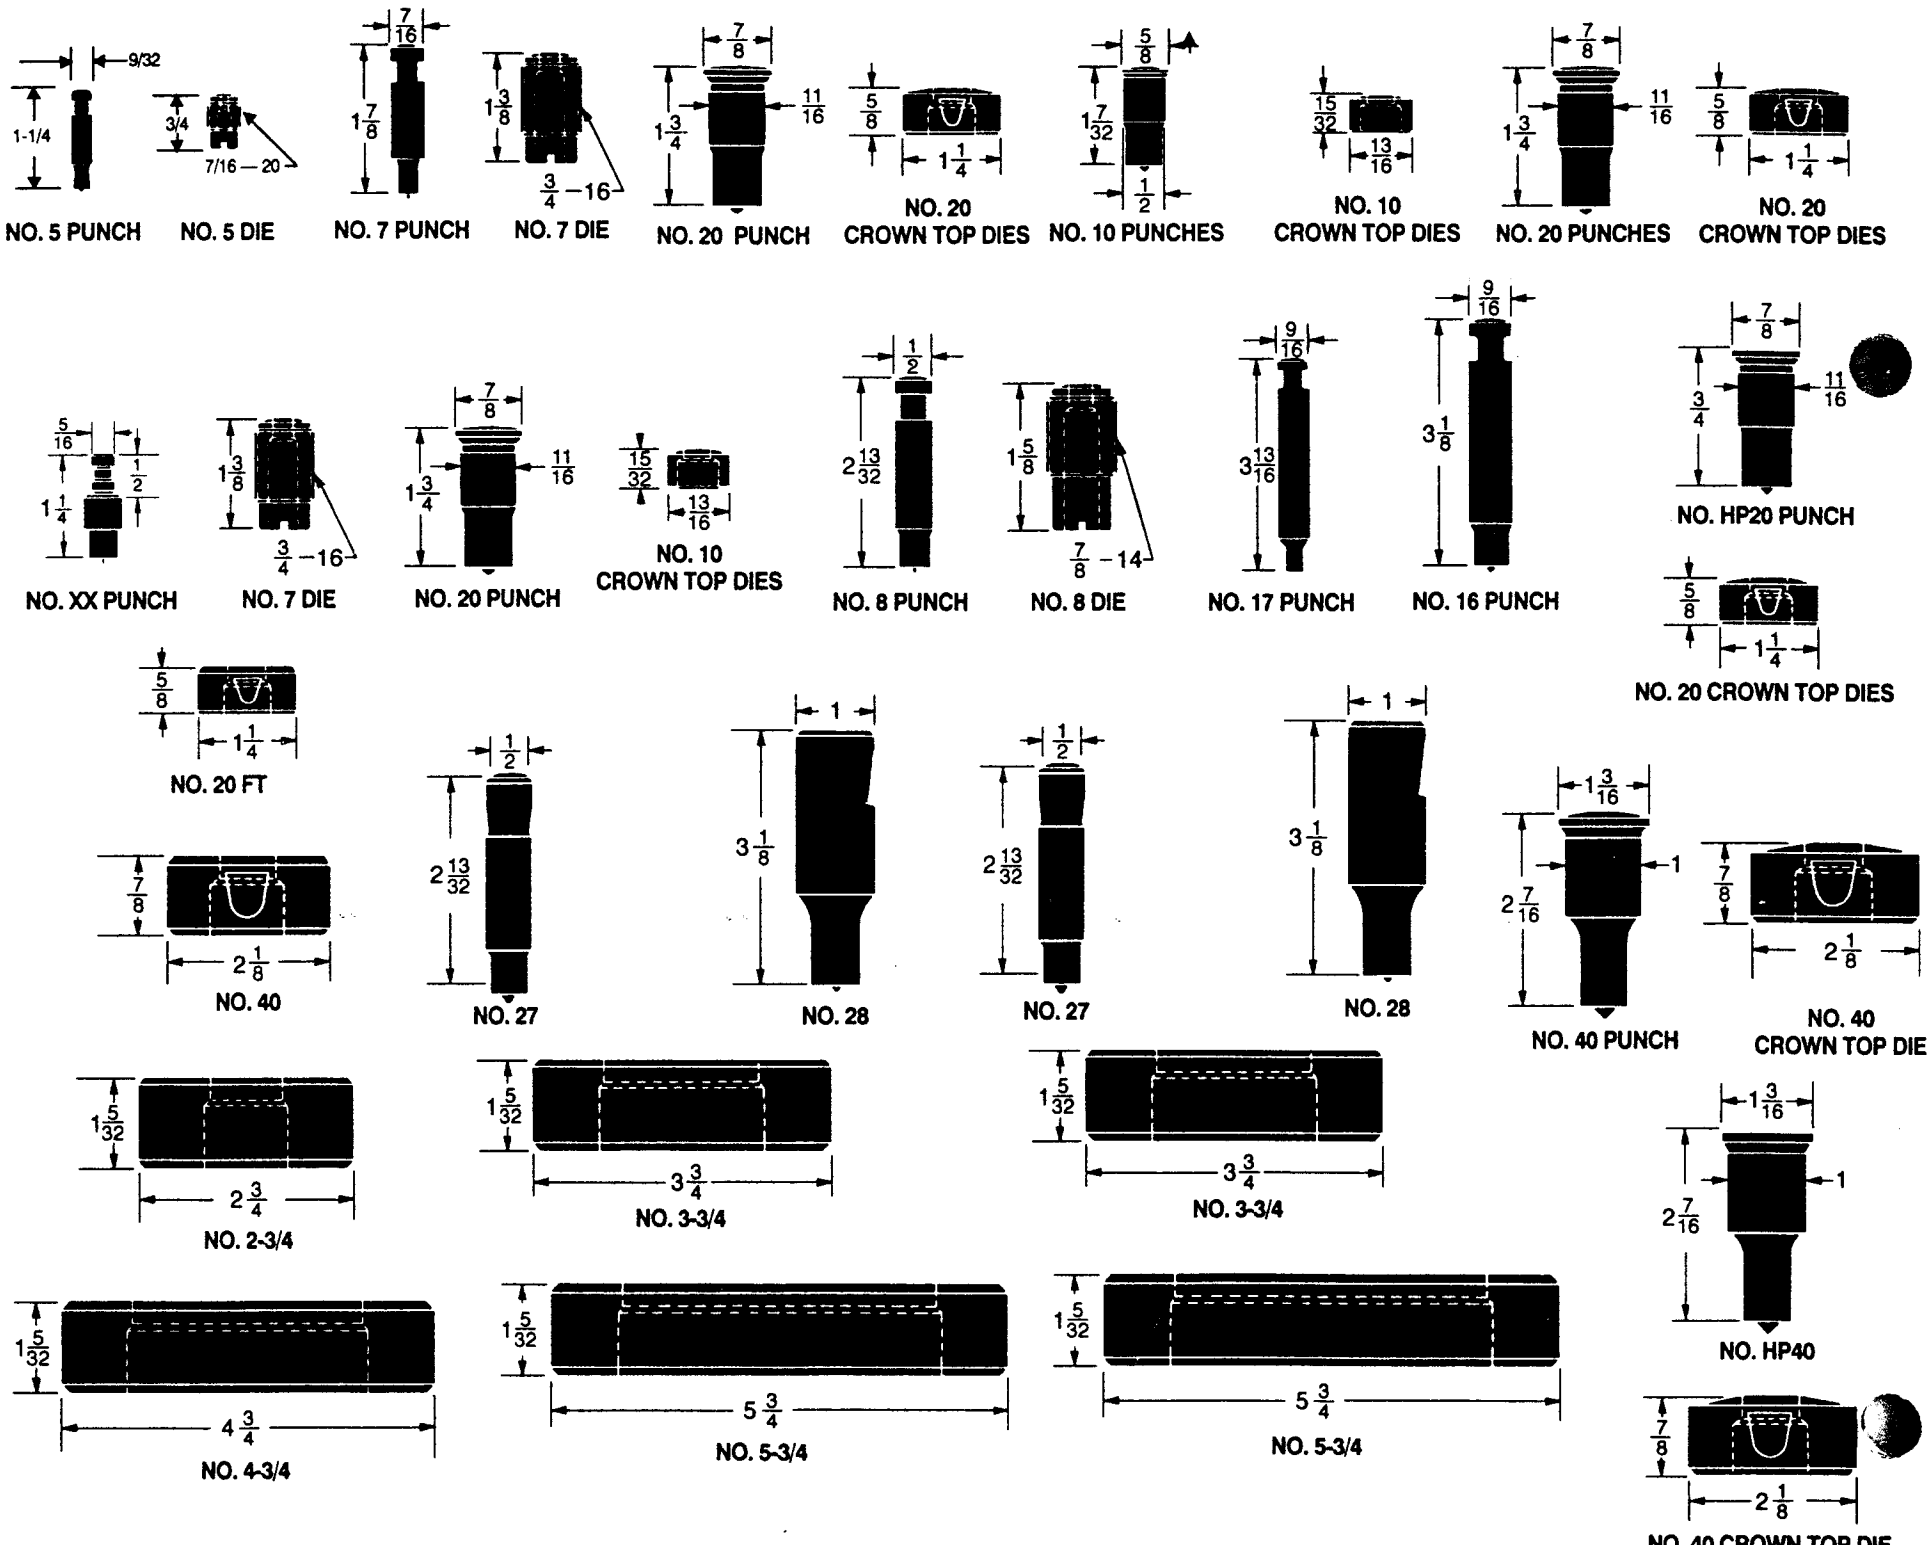 9/32
1-1/4
NO. 5 PUNCH
3/4
7/16 — 20
NO. 5 DIE
7/16
1 7/8
NO. 7 PUNCH
1 3/8
3/4 – 16
NO. 7 DIE
7/8
11/16
1 3/4
NO. 20 PUNCH
5/8
1 1/4
NO. 20
CROWN TOP DIES
5/8
1 7/32
1/2
NO. 10 PUNCHES
15/32
13/16
NO. 10
CROWN TOP DIES
7/8
11/16
1 3/4
NO. 20 PUNCHES
5/8
1 1/4
NO. 20
CROWN TOP DIES
5/16
1/2
1 1/4
NO. XX PUNCH
1 3/8
3/4 – 16
NO. 7 DIE
7/8
11/16
1 3/4
NO. 20 PUNCH
15/32
13/16
NO. 10
CROWN TOP DIES
1/2
2 13/32
NO. 8 PUNCH
1 5/8
7/8 – 14
NO. 8 DIE
9/16
3 13/16
NO. 17 PUNCH
9/16
3 1/8
NO. 16 PUNCH
7/8
11/16
3/4
NO. HP20 PUNCH
5/8
1 1/4
NO. 20 CROWN TOP DIES
5/8
1 1/4
NO. 20 FT
7/8
2 1/8
NO. 40
1/2
2 13/32
NO. 27
1
3 1/8
NO. 28
1/2
2 13/32
NO. 27
1
3 1/8
NO. 28
1 3/16
1
2 7/16
NO. 40 PUNCH
7/8
2 1/8
NO. 40
CROWN TOP DIE
1 5/32
2 3/4
NO. 2-3/4
1 5/32
3 3/4
NO. 3-3/4
1 5/32
3 3/4
NO. 3-3/4
1 3/16
1
2 7/16
NO. HP40
1 5/32
4 3/4
NO. 4-3/4
1 5/32
5 3/4
NO. 5-3/4
1 5/32
5 3/4
NO. 5-3/4
7/8
2 1/8
NO. 40 CROWN TOP DIE